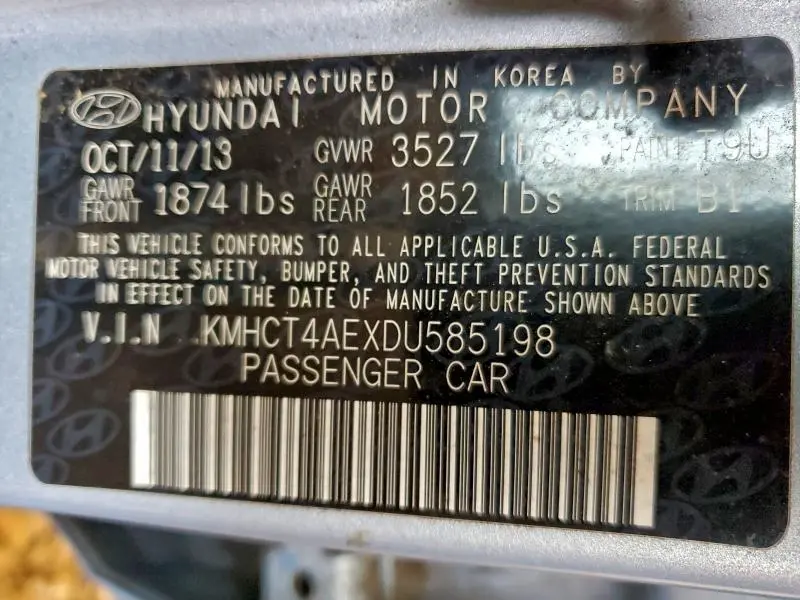 MANUFACTURED IN KOREA BY
HYUNDAI MOTOR COMPANY
OCT/11/13 GVWR 3527 lbs PAINT T9U
GAWR FRONT 1874 lbs GAWR REAR 1852 lbs TRIM B1
THIS VEHICLE CONFORMS TO ALL APPLICABLE U.S.A. FEDERAL
MOTOR VEHICLE SAFETY, BUMPER, AND THEFT PREVENTION STANDARDS
IN EFFECT ON THE DATE OF MANUFACTURE SHOWN ABOVE.
V.I.N KMHCT4AEXDU585198
PASSENGER CAR